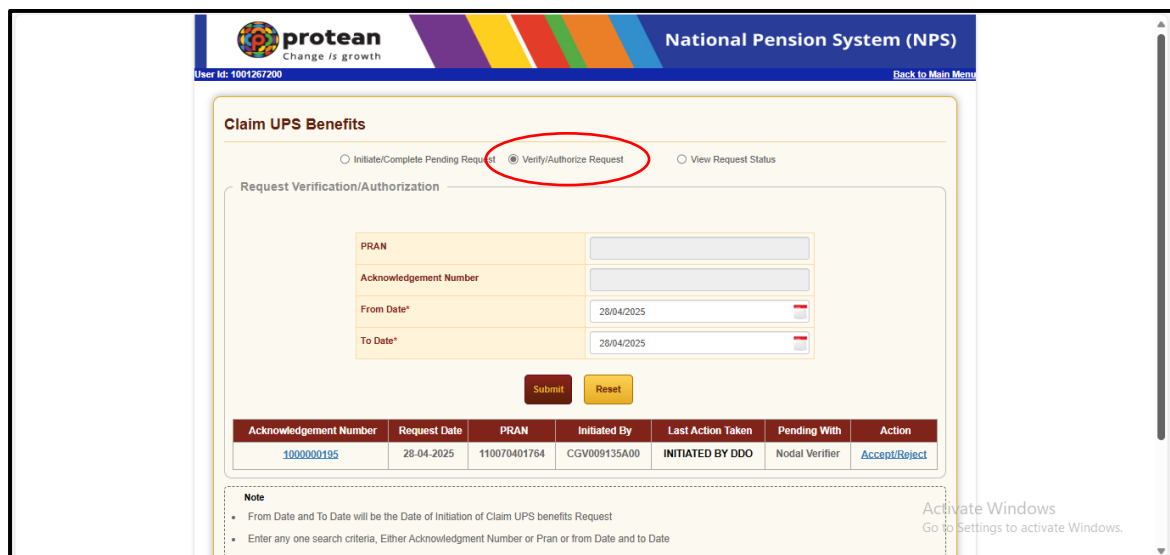 protean
Change is growth
National Pension System (NPS)
User Id: 1001267200
Back to Main Menu
Claim UPS Benefits
Initiate/Complete Pending Request Verify/Authorize Request View Request Status
Request Verification/Authorization
PRAN
Acknowledgement Number
From Date* 28/04/2025
To Date* 28/04/2025
Submit Reset
Acknowledgement Number Request Date PRAN Initiated By Last Action Taken Pending With Action
1000000195 28-04-2025 110070401764 CGV009135A00 INITIATED BY DDO Nodal Verifier Accept/Reject
Note
From Date and To Date will be the Date of Initiation of Claim UPS benefits Request
Enter any one search criteria, Either Acknowledgment Number or Pran or from Date and to Date
Activate Windows
Go to Settings to activate Windows.